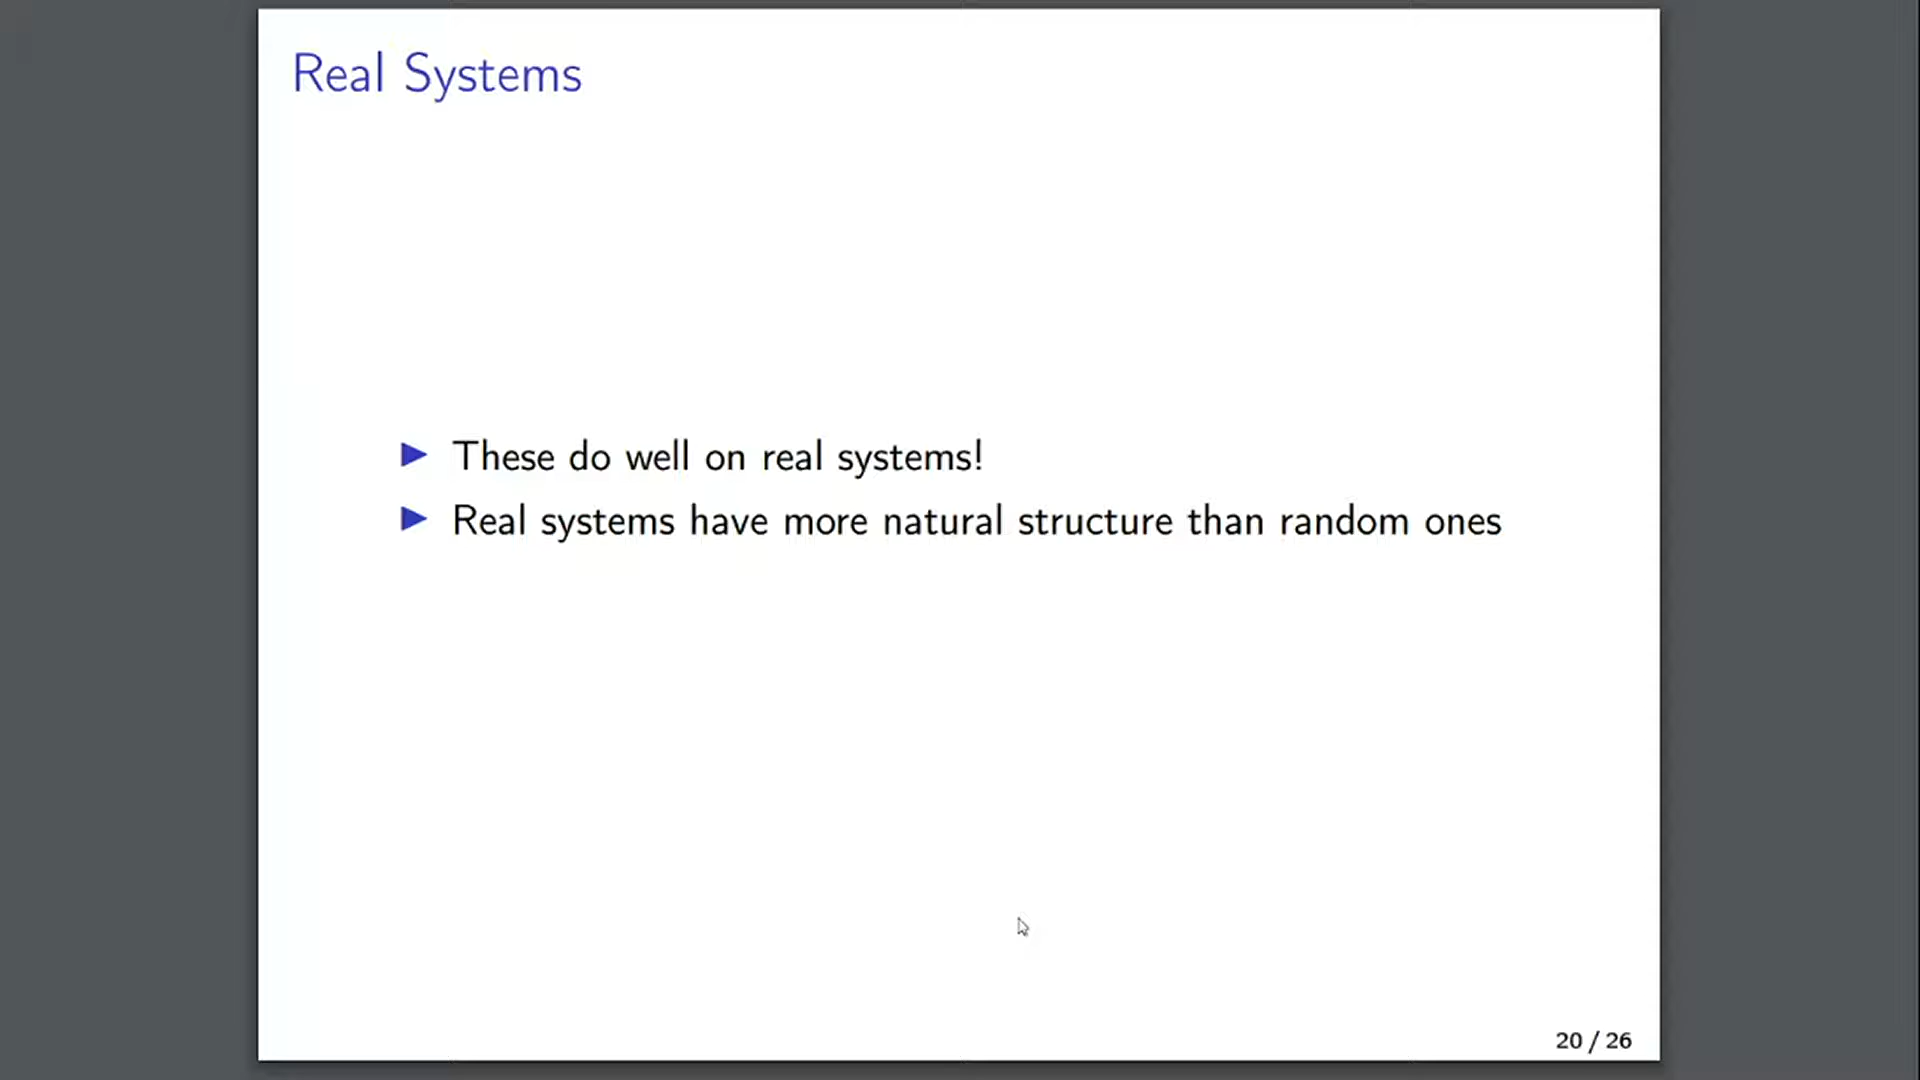 Real Systems
▶ These do well on real systems!
▶ Real systems have more natural structure than random ones
20 / 26